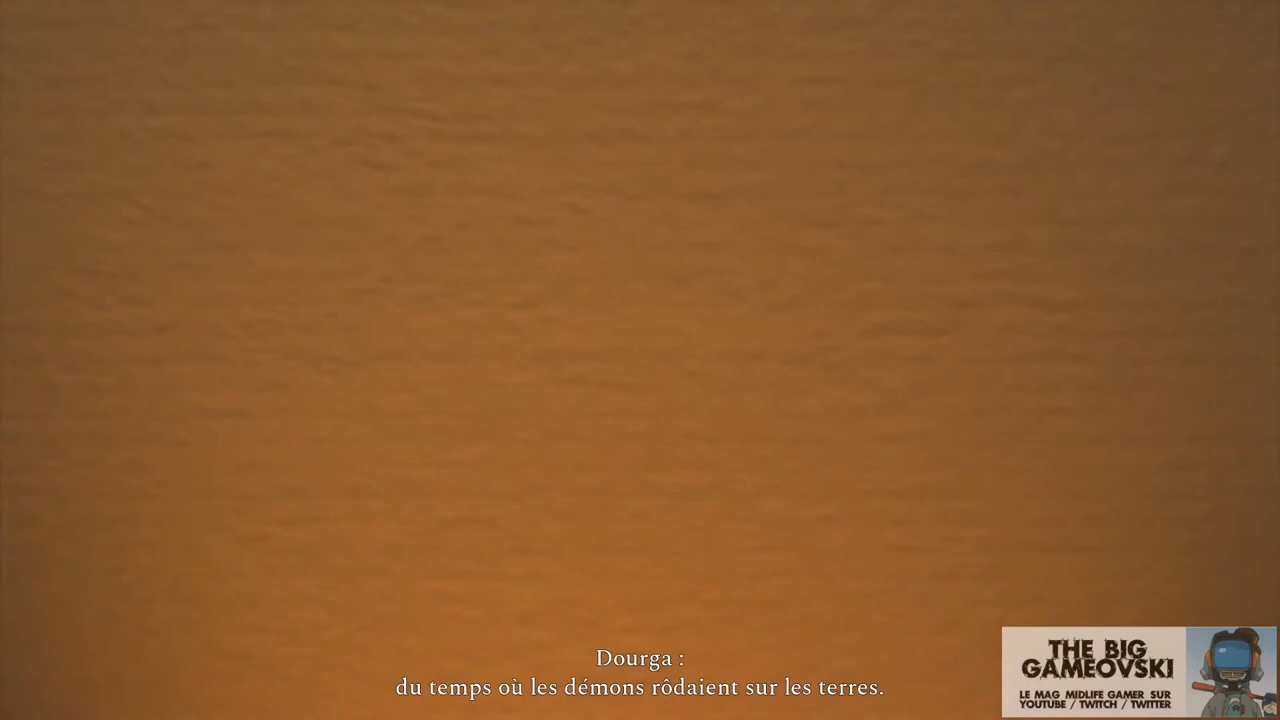 Dourga :
du temps où les démons rôdaient sur les terres.
THE BIG
GAMEOVSKI
LE MAG MIDLIFE GAMER SUR
YOUTUBE / TWITCH / TWITTER